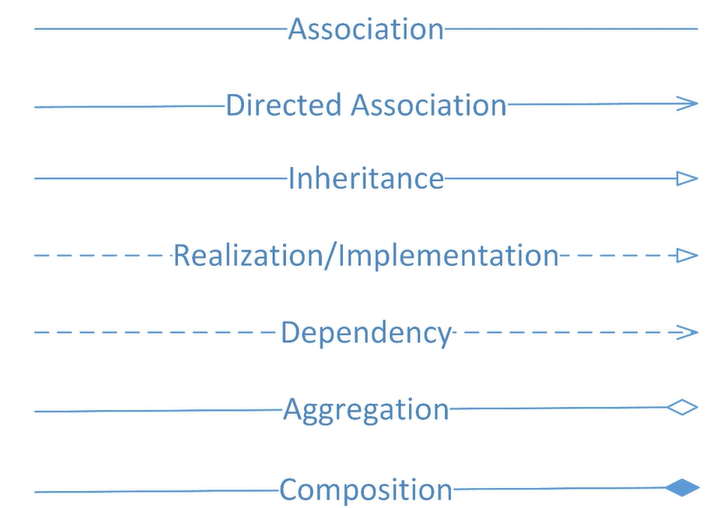 Association
Directed Association
Inheritance
Realization/Implementation
Dependency
Aggregation
Composition